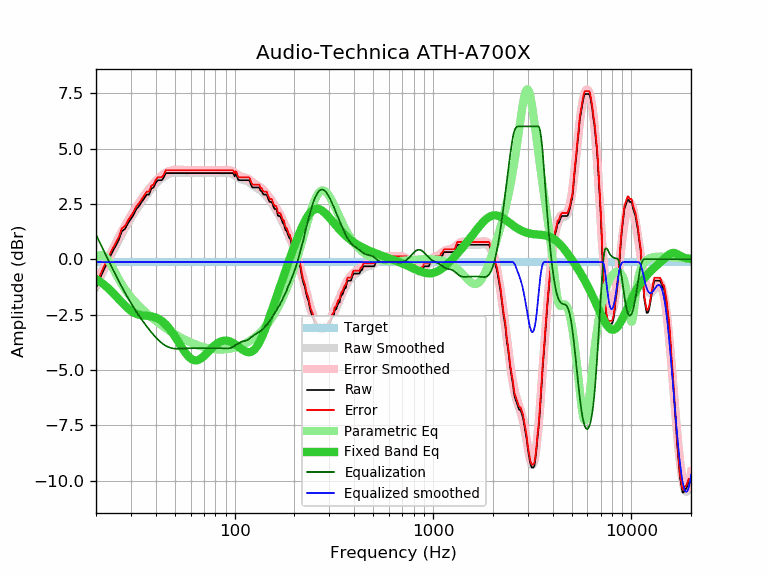 Audio-Technica ATH-A700X
Amplitude (dBr)
7.5
5.0
2.5
0.0
−2.5
−5.0
−7.5
−10.0
Target
Raw Smoothed
Error Smoothed
Raw
Error
Parametric Eq
Fixed Band Eq
Equalization
Equalized smoothed
100
1000
10000
Frequency (Hz)